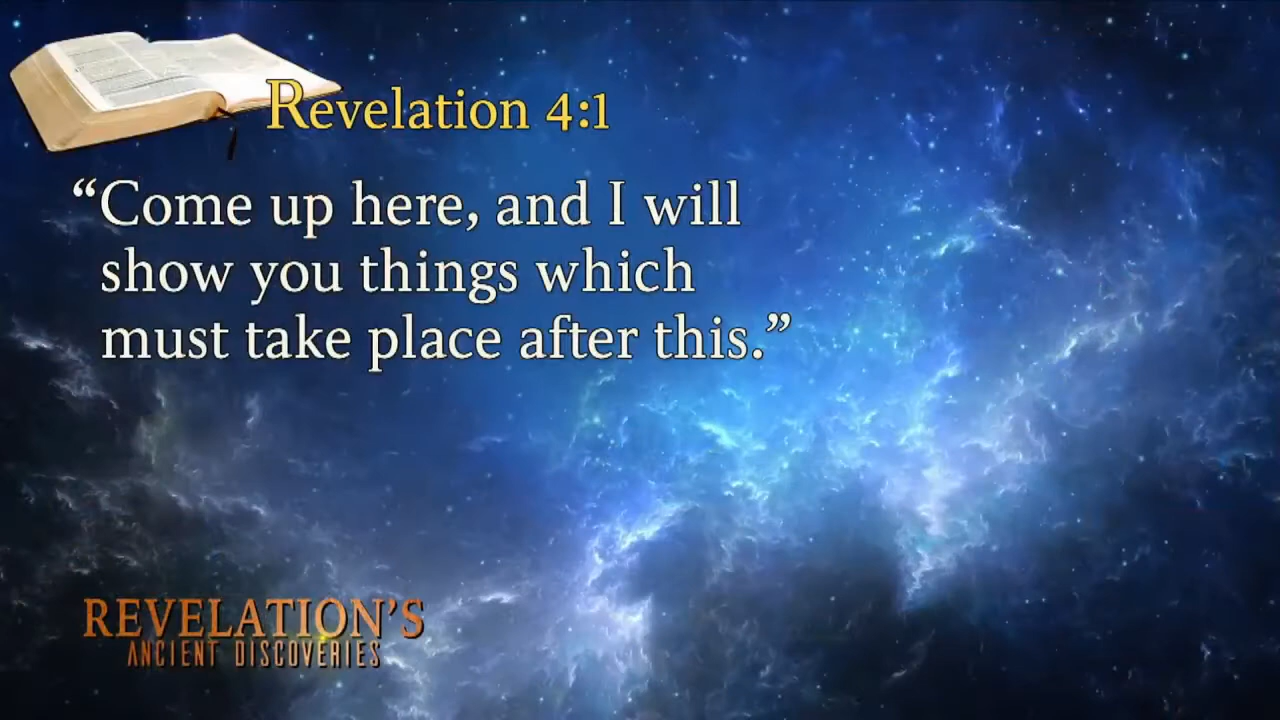 Revelation 4:1
“Come up here, and I will
show you things which
must take place after this.”
REVELATION’S
ANCIENT DISCOVERIES